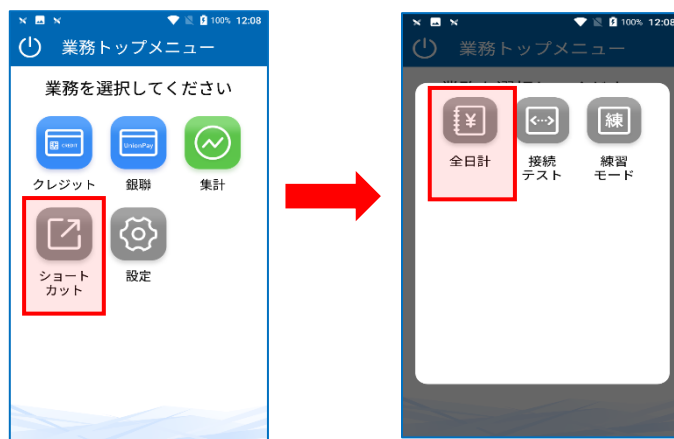 100% 12:08
業務トップメニュー
業務を選択してください
UnionPay
クレジット
銀聯
集計
ショート
カット
設定
100% 12:08
業務トップメニュー
¥
練
全日計
接続
テスト
練習
モード